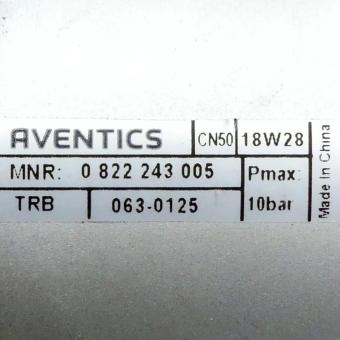 AVENTICS CN50 18W28
MNR: 0 822 243 005 Pmax:
TRB 063-0125 10bar
Made in China